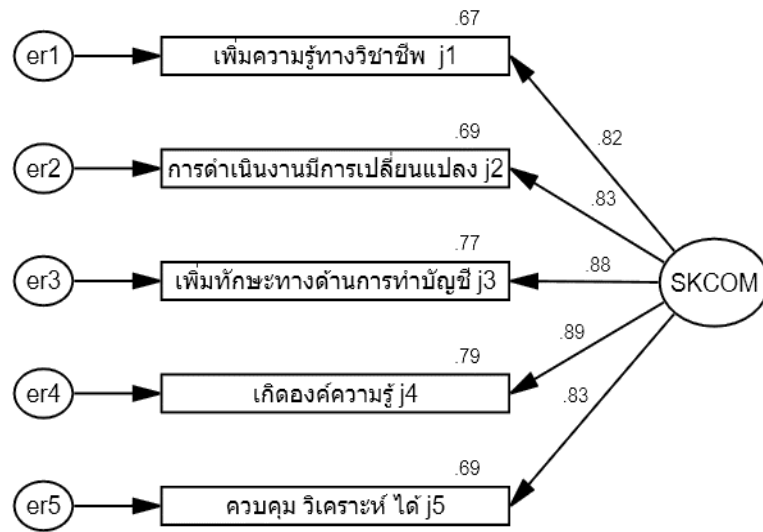 .67
er1 เพิ่มความรู้ทางวิชาชีพ j1
.82
.69
er2 การดำเนินงานมีการเปลี่ยนแปลง j2
.83
.77
er3 เพิ่มทักษะทางด้านการทำบัญชี j3
.88
SKCOM
.79
er4 เกิดองค์ความรู้ j4
.89
.83
.69
er5 ควบคุม วิเคราะห์ ได้ j5